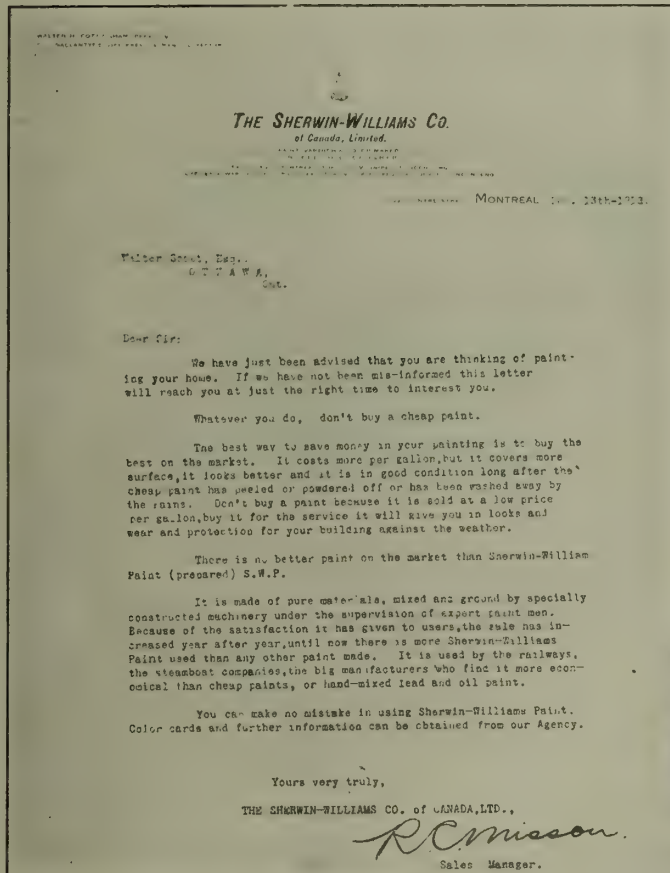 THE SHERWIN-WILLIAMS CO.
of Canada, Limited.
MONTREAL 13th-1913.
Walter Scott, Esq.,
OTTAWA,
Ont.
Dear Sir:
We have just been advised that you are thinking of paint-
ing your home. If we have not been mis-informed this letter
will reach you at just the right time to interest you.
Whatever you do, don't buy a cheap paint.
The best way to save money in your painting is to buy the
best on the market. It costs more per gallon,but it covers more
surface,it looks better and it is in good condition long after the
cheap paint has peeled or powdered off or has been washed away by
the rains. Don't buy a paint because it is sold at a low price
per gallon,buy it for the service it will give you in looks and
wear and protection for your building against the weather.
There is no better paint on the market than Sherwin-William
Paint (prepared) S.W.P.
It is made of pure materials, mixed and ground by specially
constructed machinery under the supervision of expert paint men.
Because of the satisfaction it has given to users,the sale has in-
creased year after year,until now there is more Sherwin-Williams
Paint used than any other paint made. It is used by the railways,
the steamboat companies,the big manufacturers who find it more econ-
omical than cheap paints, or hand-mixed lead and oil paint.
You can make no mistake in using Sherwin-Williams Paint.
Color cards and further information can be obtained from our Agency.
Yours very truly,
THE SHERWIN-WILLIAMS CO. of CANADA,LTD.,
R.C. Misson.
Sales Manager.